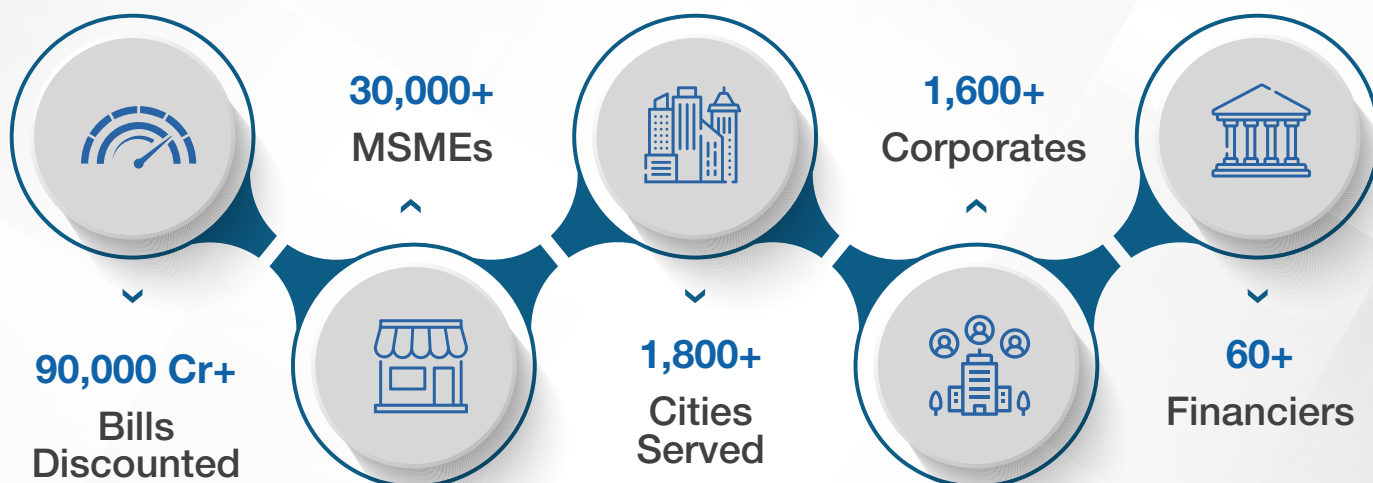 90,000 Cr+
Bills
Discounted
30,000+
MSMEs
1,800+
Cities
Served
1,600+
Corporates
60+
Financiers